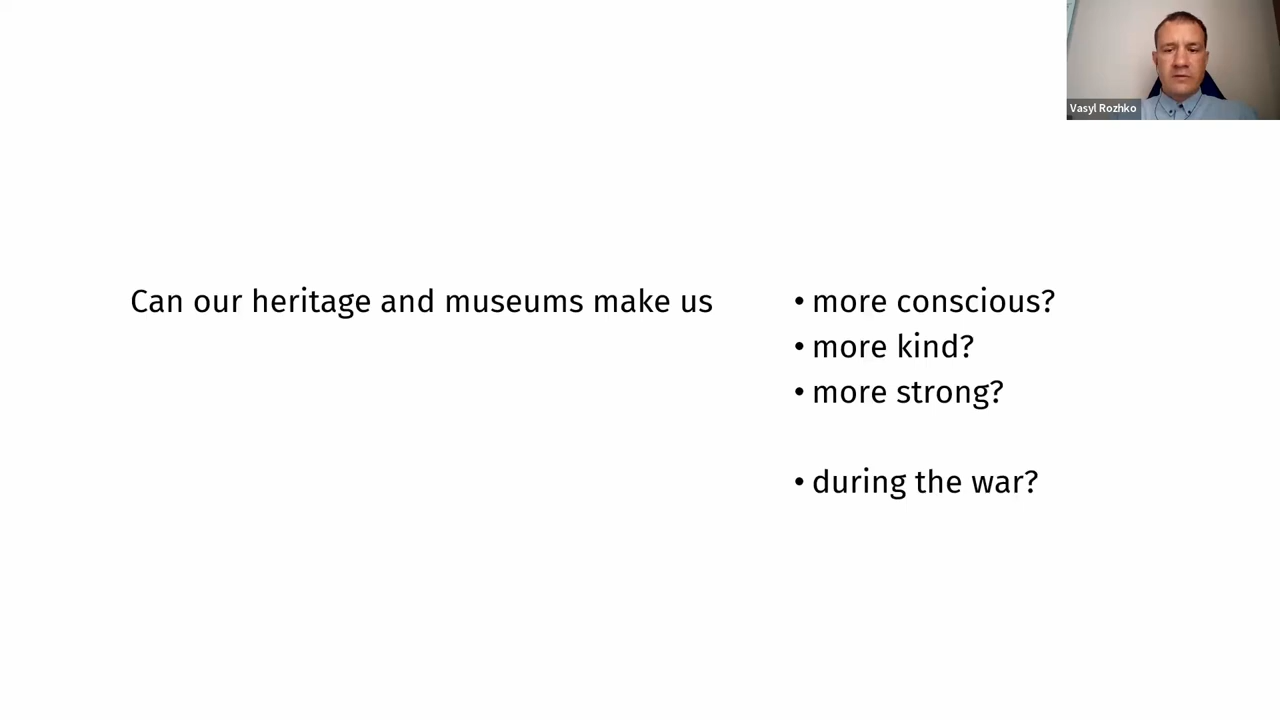 Vasyl Rozhko
Can our heritage and museums make us
• more conscious?
• more kind?
• more strong?
• during the war?